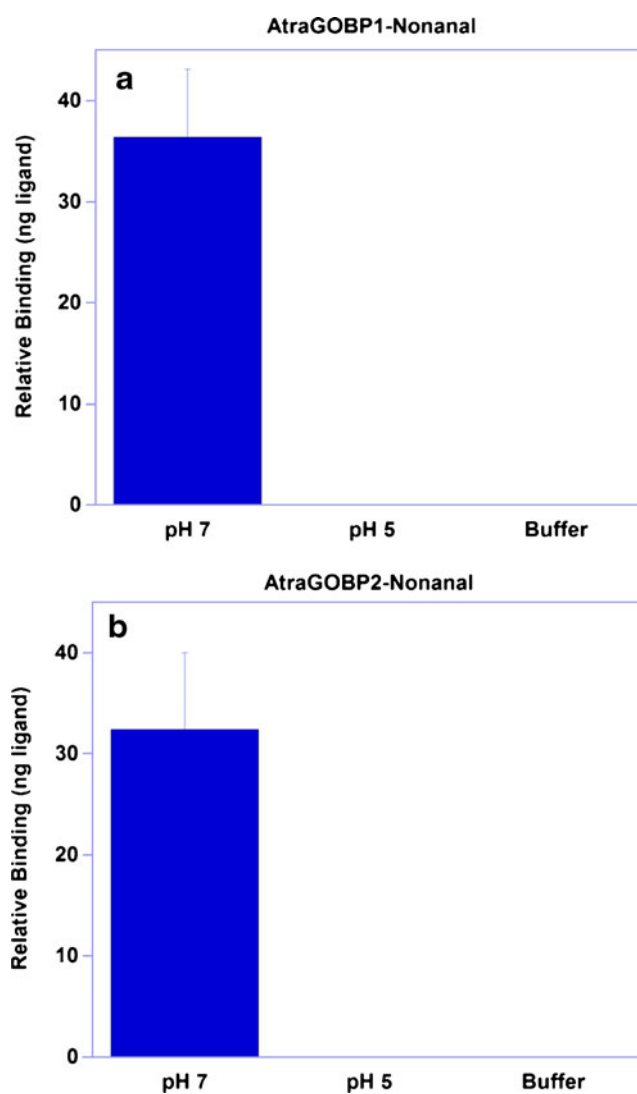 AtraGOBP1-Nonanal
a
Relative Binding (ng ligand)
40
30
20
10
0
pH 7 pH 5 Buffer
AtraGOBP2-Nonanal
b
Relative Binding (ng ligand)
40
30
20
10
0
pH 7 pH 5 Buffer